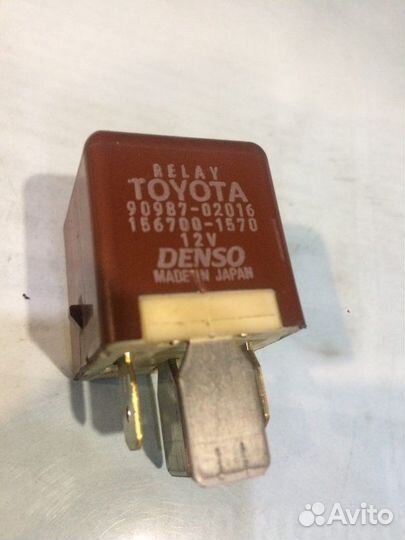 RELAY
TOYOTA
90987-02016
156700-1570
12V
DENSO
MADE IN JAPAN
Avito